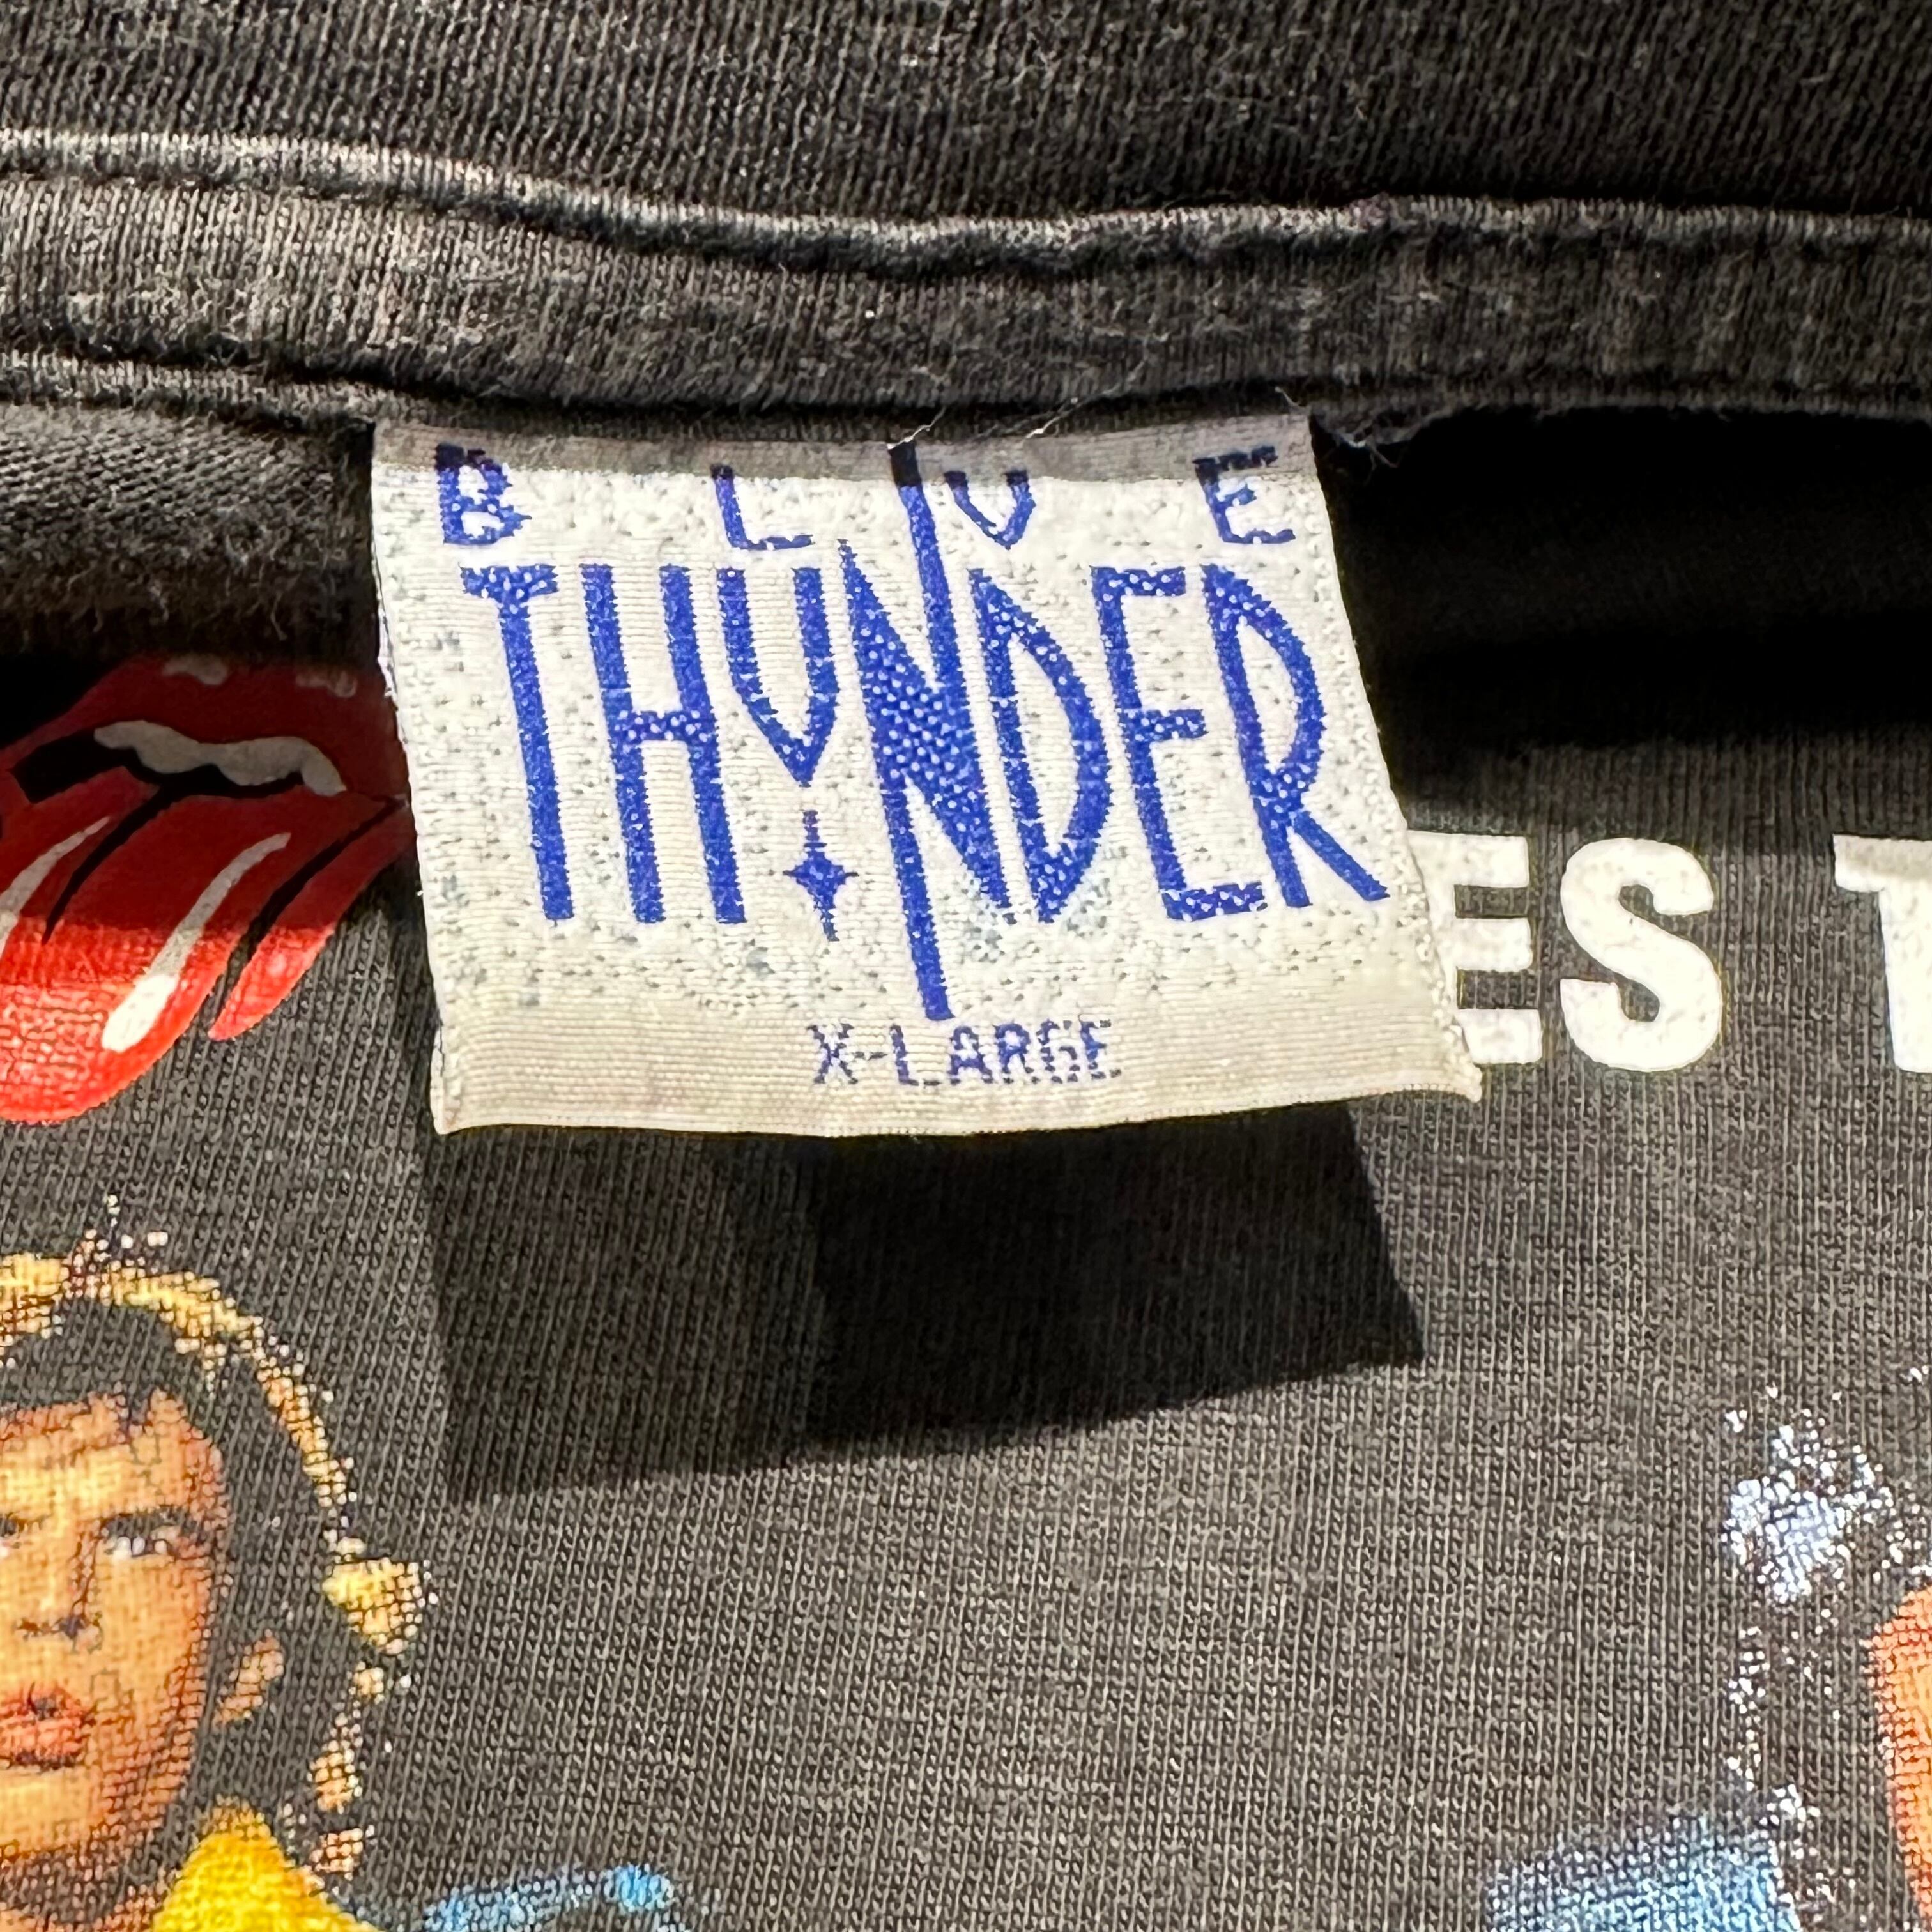 BLUE
THUNDER
X-LARGE
ES T